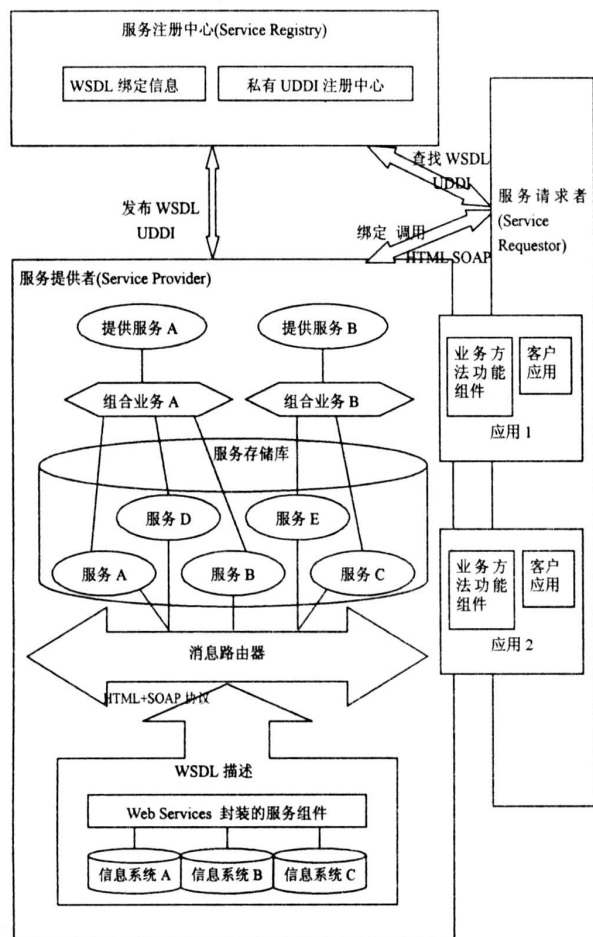 服务注册中心(Service Registry)
WSDL 绑定信息
私有 UDDI 注册中心
查找 WSDL
UDDI
发布 WSDL
UDDI
绑定 调用
HTML SOAP
服务请求者
(Service
Requestor)
服务提供者(Service Provider)
提供服务 A
提供服务 B
组合业务 A
组合业务 B
服务存储库
服务 D
服务 E
服务 A
服务 B
服务 C
消息路由器
HTML+SOAP 协议
WSDL 描述
Web Services 封装的服务组件
信息系统 A
信息系统 B
信息系统 C
业务方
法功能
组件
客户
应用
应用 1
业务方
法功能
组件
客户
应用
应用 2